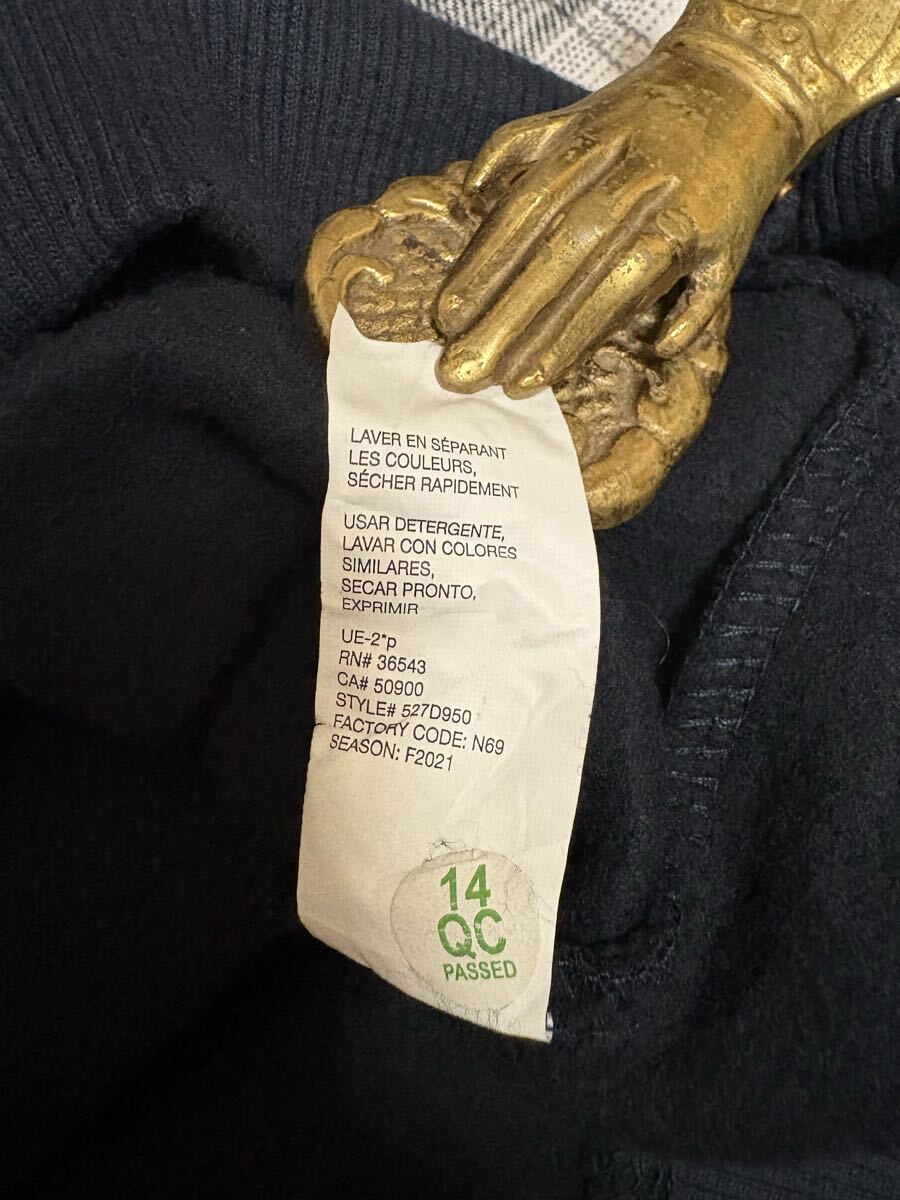 LAVER EN SÉPARANT
LES COULEURS,
SÉCHER RAPIDEMENT
USAR DETERGENTE,
LAVAR CON COLORES
SIMILARES,
SECAR PRONTO,
EXPRIMIR
UE-2*p
RN# 36543
CA# 50900
STYLE# 527D950
FACTORY CODE: N69
SEASON: F2021
14
QC
PASSED